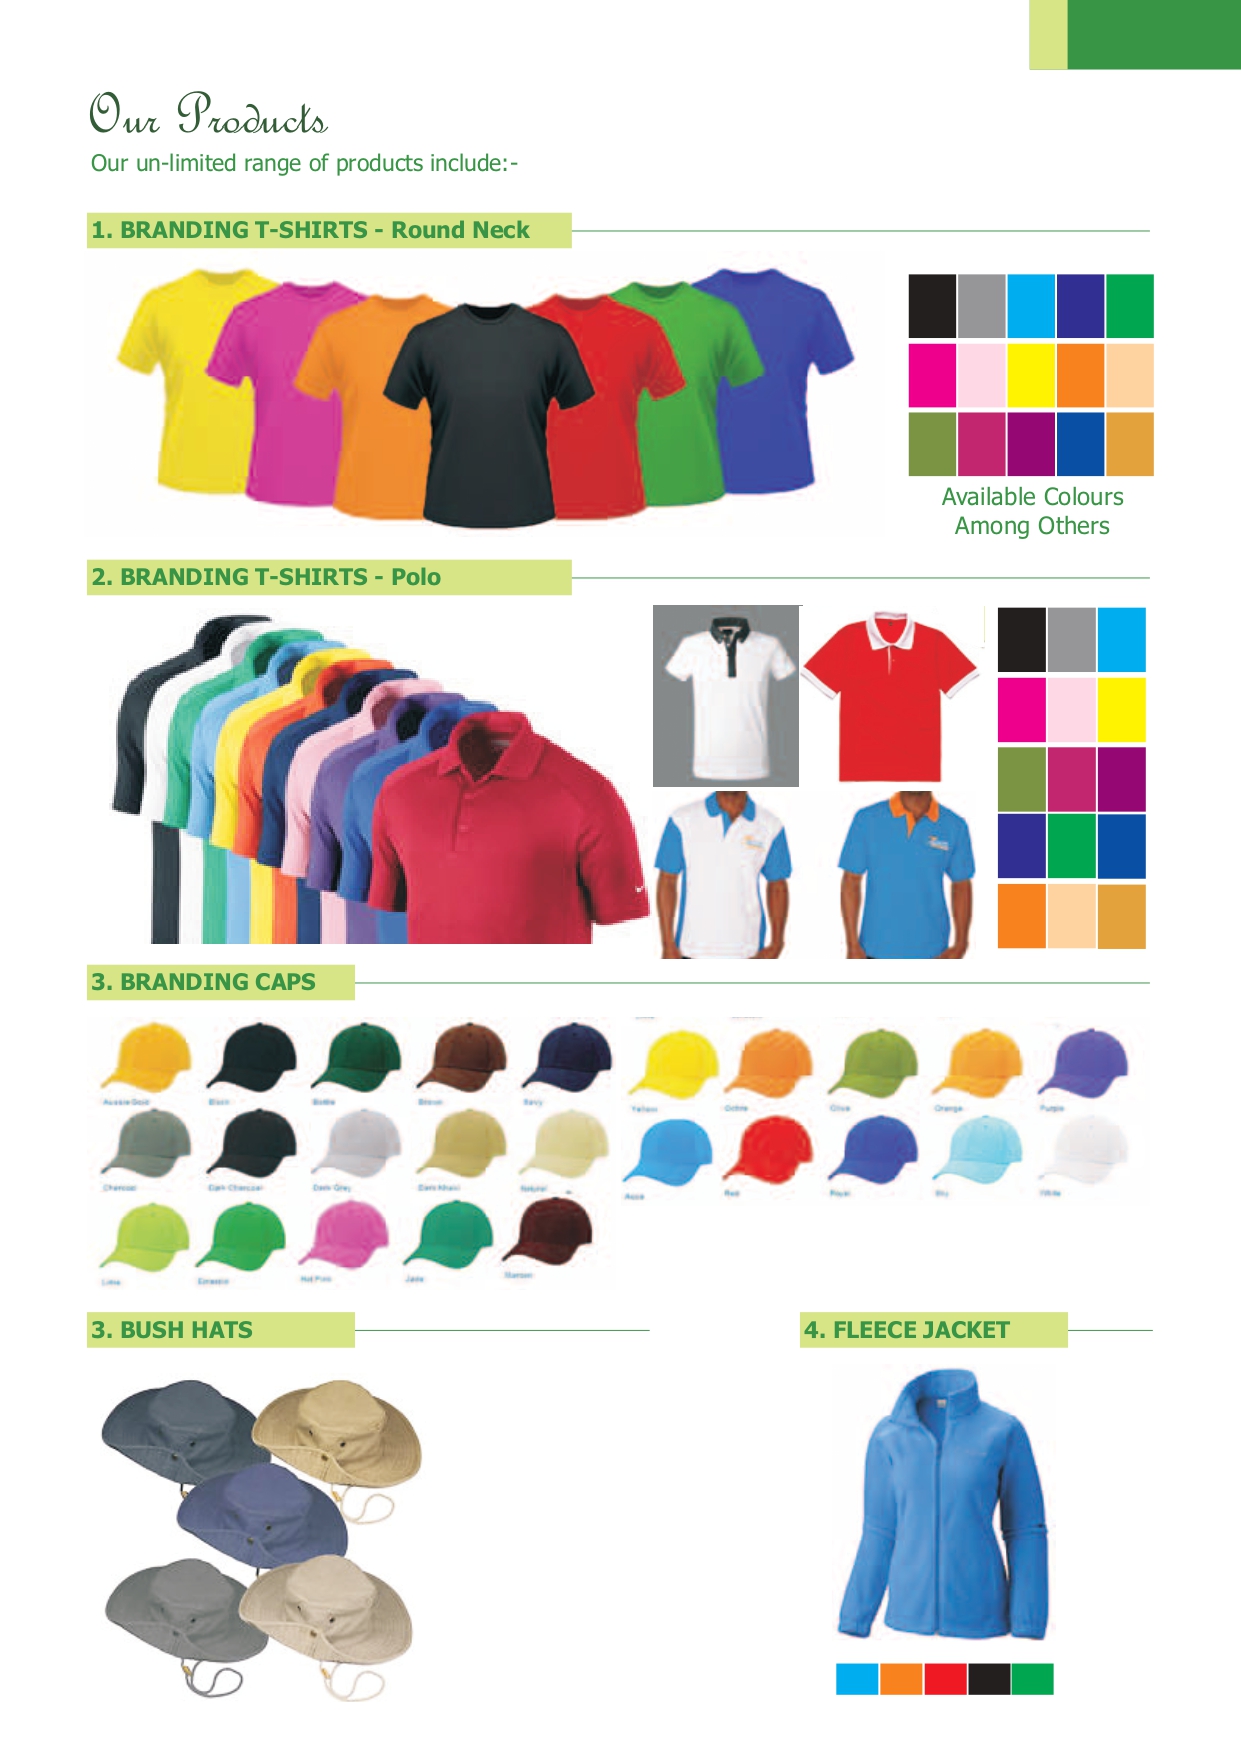 Our Products
Our un-limited range of products include:-
1. BRANDING T-SHIRTS - Round Neck
Available Colours
Among Others
2. BRANDING T-SHIRTS - Polo
3. BRANDING CAPS
Aussie Gold Black Bottle Brown Navy
Yellow Ochre Olive Orange Purple
Charcoal Dark Charcoal Dark Grey Dark Khaki Natural
Aqua Red Royal Sky White
Lime Emerald Hot Pink Jade Maroon
3. BUSH HATS
4. FLEECE JACKET